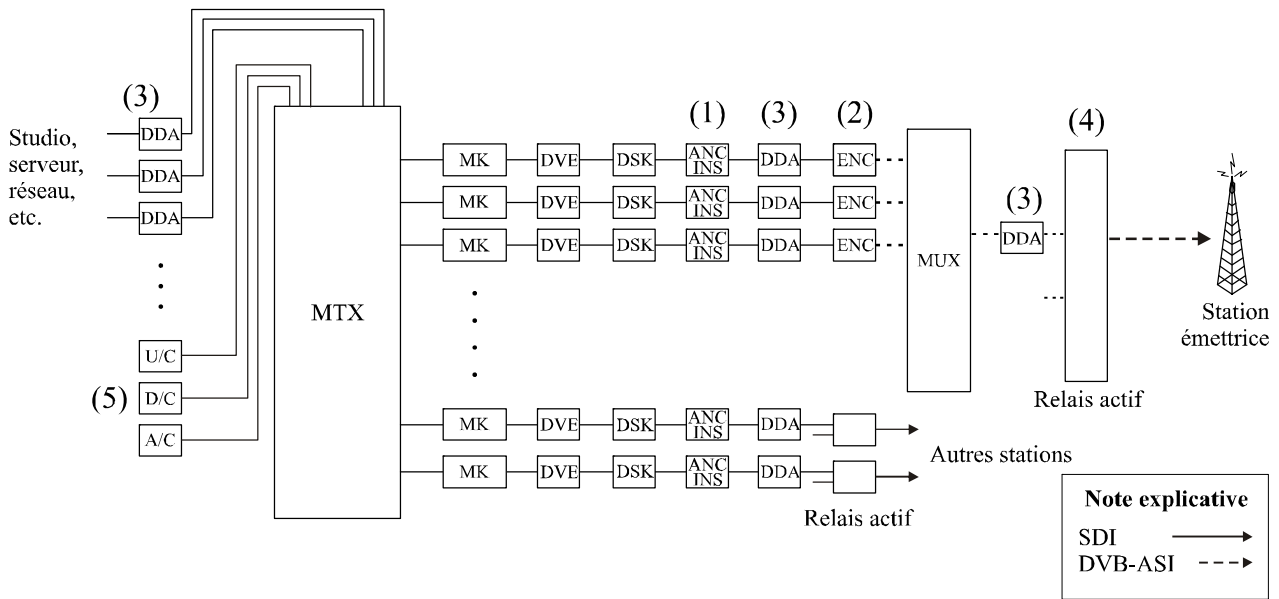 (3)
Studio,
serveur,
réseau,
etc.
DDA
DDA
DDA
U/C
(5) D/C
A/C
MTX
(1) (3) (2)
MK DVE DSK ANC INS DDA ENC
MK DVE DSK ANC INS DDA ENC
MK DVE DSK ANC INS DDA ENC
MUX
(3)
DDA
(4)
Relais actif
Station
émettrice
MK DVE DSK ANC INS DDA
MK DVE DSK ANC INS DDA
Relais actif
Autres stations
Note explicative
SDI
DVB-ASI